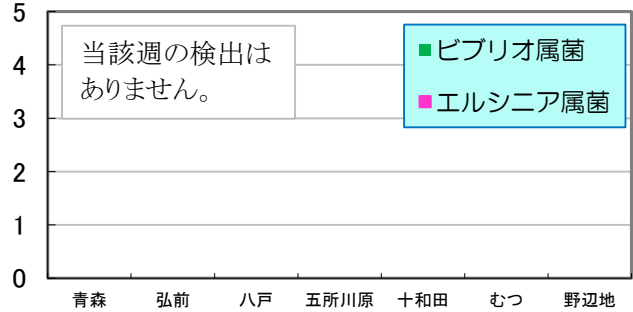 5
4
3
2
1
0
当該週の検出は
ありません。
ビブリオ属菌
エルシニア属菌
青森 弘前 八戸 五所川原 十和田 むつ 野辺地